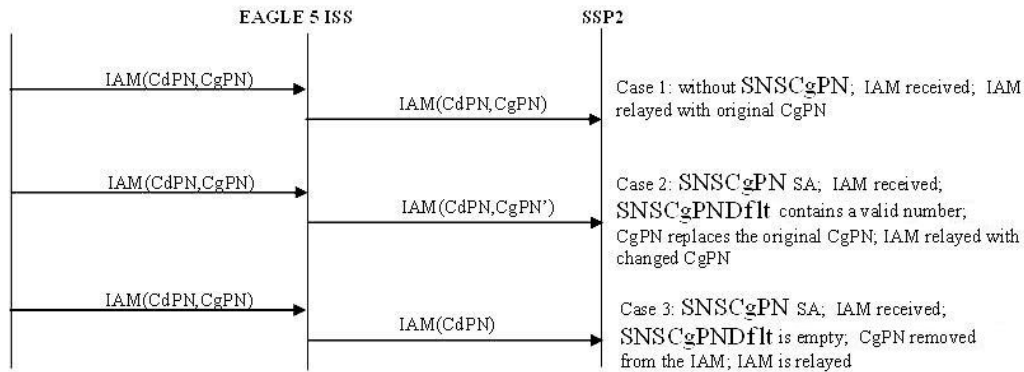 EAGLE 5 ISS
SSP2
IAM(CdPN,CgPN)
IAM(CdPN,CgPN)
Case 1: without SNSCgPN; IAM received; IAM
relayed with original CgPN
IAM(CdPN,CgPN)
IAM(CdPN,CgPN’)
Case 2: SNSCgPN SA; IAM received;
SNSCgPNDflt contains a valid number;
CgPN replaces the original CgPN; IAM relayed with
changed CgPN
IAM(CdPN,CgPN)
IAM(CdPN)
Case 3: SNSCgPN SA; IAM received;
SNSCgPNDflt is empty; CgPN removed
from the IAM; IAM is relayed